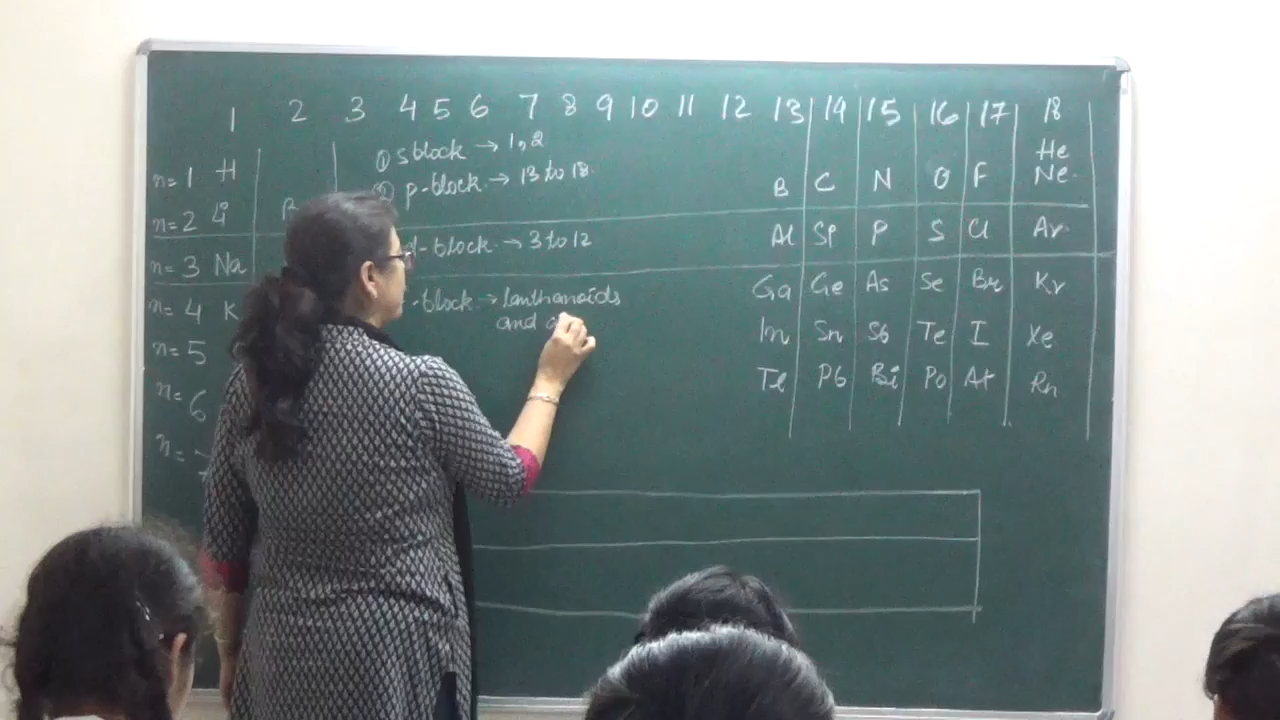 1 2 3 4 5 6 7 8 9 10 11 12 13 14 15 16 17 18
① s block → 1, 2
He
n = 1 H
② p-block → 13 to 18
B C N O F Ne
n = 2 Li
d-block → 3 to 12
Al Si P S Cl Ar
n = 3 Na
-block → lanthanoids
Ga Ge As Se Br Kr
n = 4 K
and
In Sn Sb Te I Xe
n = 5
Tl Pb Bi Po At Rn
n = 6
n =